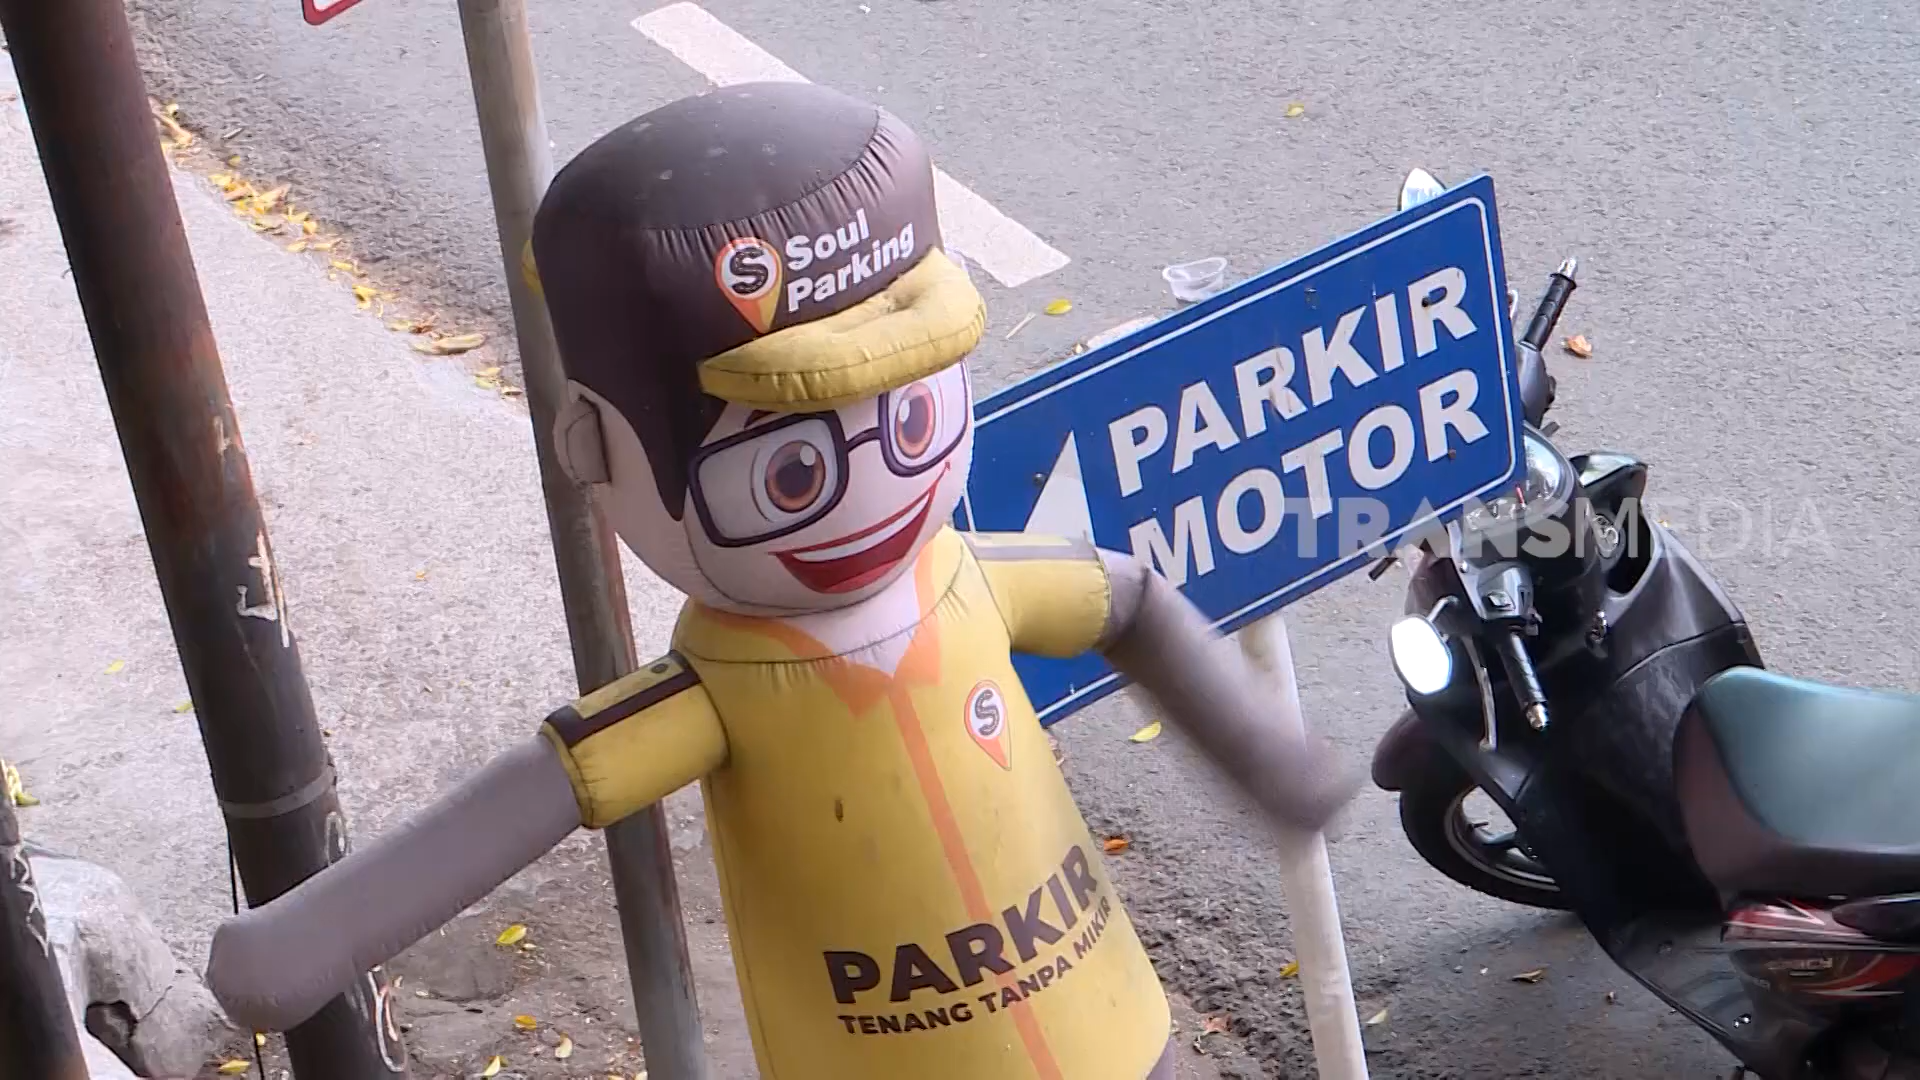 Soul
Parking
PARKIR
MOTOR
TRANSMEDIA
S
S
PARKIR
TENANG TANPA MIKIR